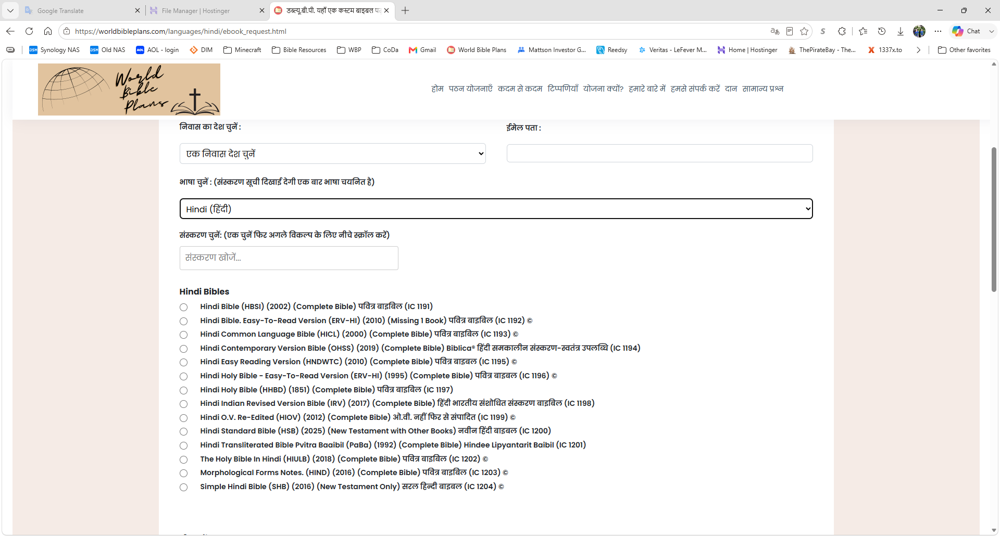 Google Translate
File Manager | Hostinger
डब्ल्यू.बी.पी. यहाँ एक कस्टम बाइबल
https://worldbibleplans.com/languages/hindi/ebook_request.html
Chat
Synology NAS
Old NAS
AOL - login
DIM
Minecraft
Bible Resources
WBP
CoDa
Gmail
World Bible Plans
Mattson Investor G...
Reedsy
Veritas - LeFever M...
Home | Hostinger
ThePirateBay - The...
1337x.to
Other favorites
World
Bible
Plans
होम पठन योजनाएँ कदम से कदम टिप्पणियाँ योजना क्यों? हमारे बारे में हमसे संपर्क करें दान सामान्य प्रश्न
निवास का देश चुनें :
ईमेल पता :
एक निवास देश चुनें
भाषा चुनें : (संस्करण सूची दिखाई देगी एक बार भाषा चयनित है)
Hindi (हिंदी)
संस्करण चुनें: (एक चुनें फिर अगले विकल्प के लिए नीचे स्क्रॉल करें)
संस्करण खोजें...
Hindi Bibles
Hindi Bible (HBSI) (2002) (Complete Bible) पवित्र बाइबिल (IC 1191)
Hindi Bible. Easy-To-Read Version (ERV-HI) (2010) (Missing 1 Book) पवित्र बाइबिल (IC 1192) ©
Hindi Common Language Bible (HICL) (2000) (Complete Bible) पवित्र बाइबिल (IC 1193) ©
Hindi Contemporary Version Bible (OHSS) (2019) (Complete Bible) Biblica® हिंदी समकालीन संस्करण-स्वतंत्र उपलब्धि (IC 1194)
Hindi Easy Reading Version (HNDWTC) (2010) (Complete Bible) पवित्र बाइबल (IC 1195) ©
Hindi Holy Bible - Easy-To-Read Version (ERV-HI) (1995) (Complete Bible) पवित्र बाइबल (IC 1196) ©
Hindi Holy Bible (HHBD) (1851) (Complete Bible) पवित्र बाइबिल (IC 1197)
Hindi Indian Revised Version Bible (IRV) (2017) (Complete Bible) हिंदी भारतीय संशोधित संस्करण बाइबिल (IC 1198)
Hindi O.V. Re-Edited (HIOV) (2012) (Complete Bible) ओ.वी. नहीं फिर से संपादित (IC 1199) ©
Hindi Standard Bible (HSB) (2025) (New Testament with Other Books) नवीन हिंदी बाइबल (IC 1200)
Hindi Transliterated Bible Pvitra Baaibil (PaBa) (1992) (Complete Bible) Hindee Lipyantarit Baibil (IC 1201)
The Holy Bible In Hindi (HIULB) (2018) (Complete Bible) पवित्र बाइबिल (IC 1202) ©
Morphological Forms Notes. (HIND) (2016) (Complete Bible) पवित्र बाइबिल (IC 1203) ©
Simple Hindi Bible (SHB) (2016) (New Testament Only) सरल हिन्दी बाइबल (IC 1204) ©